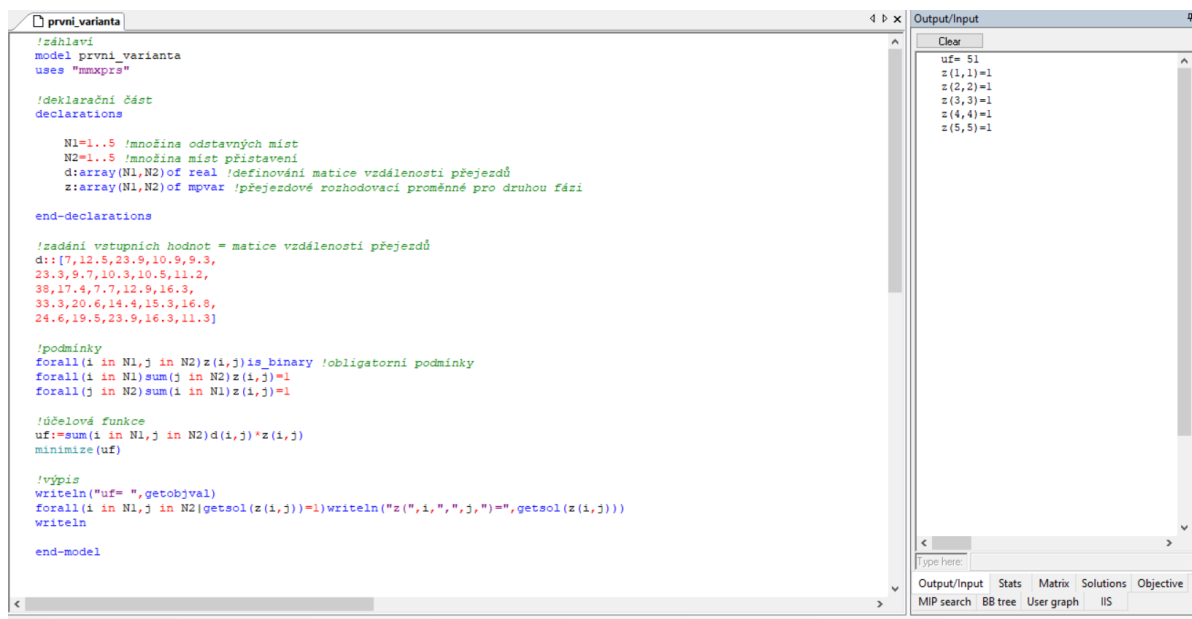 prvni_varianta
!záhlaví
model prvni_varianta
uses "mmxprs"
!deklarační část
declarations
N1=1..5 !množina odstavných míst
N2=1..5 !množina míst přistavení
d:array(N1,N2)of real !definování matice vzdálenosti přejezdů
z:array(N1,N2)of mpvar !přejezdové rozhodovací proměnné pro druhou fázi
end-declarations
!zadání vstupních hodnot = matice vzdáleností přejezdů
d::[7,12.5,23.9,10.9,9.3,
23.3,9.7,10.3,10.5,11.2,
38,17.4,7.7,12.9,16.3,
33.3,20.6,14.4,15.3,16.8,
24.6,19.5,23.9,16.3,11.3]
!podmínky
forall(i in N1,j in N2)z(i,j)is_binary !obligatorní podmínky
forall(i in N1)sum(j in N2)z(i,j)=1
forall(j in N2)sum(i in N1)z(i,j)=1
!účelová funkce
uf:=sum(i in N1,j in N2)d(i,j)*z(i,j)
minimize(uf)
!výpis
writeln("uf= ",getobjval)
forall(i in N1,j in N2|getsol(z(i,j))=1)writeln("z(",i,",",j,")=",getsol(z(i,j)))
writeln
end-model
Output/Input
Clear
uf= 51
z(1,1)=1
z(2,2)=1
z(3,3)=1
z(4,4)=1
z(5,5)=1
Type here:
Output/Input Stats Matrix Solutions Objective
MIP search BB tree User graph IIS